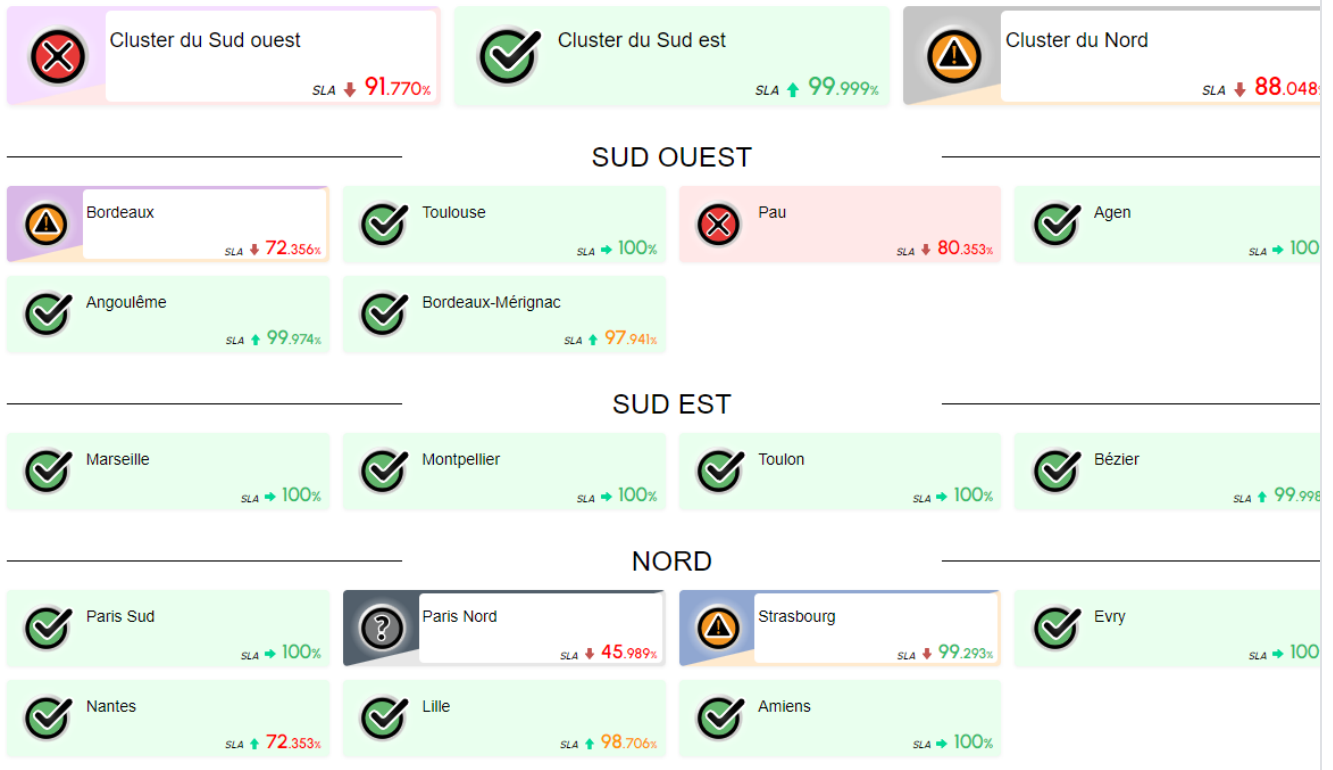 Cluster du Sud ouest
SLA 91.770%
Cluster du Sud est
SLA 99.999%
Cluster du Nord
SLA 88.048%
SUD OUEST
Bordeaux
SLA 72.356%
Toulouse
SLA 100%
Pau
SLA 80.353%
Agen
SLA 100
Angoulême
SLA 99.974%
Bordeaux-Mérignac
SLA 97.941%
SUD EST
Marseille
SLA 100%
Montpellier
SLA 100%
Toulon
SLA 100%
Bézier
SLA 99.998
NORD
Paris Sud
SLA 100%
Paris Nord
SLA 45.989%
Strasbourg
SLA 99.293%
Evry
SLA 100
Nantes
SLA 72.353%
Lille
SLA 98.706%
Amiens
SLA 100%